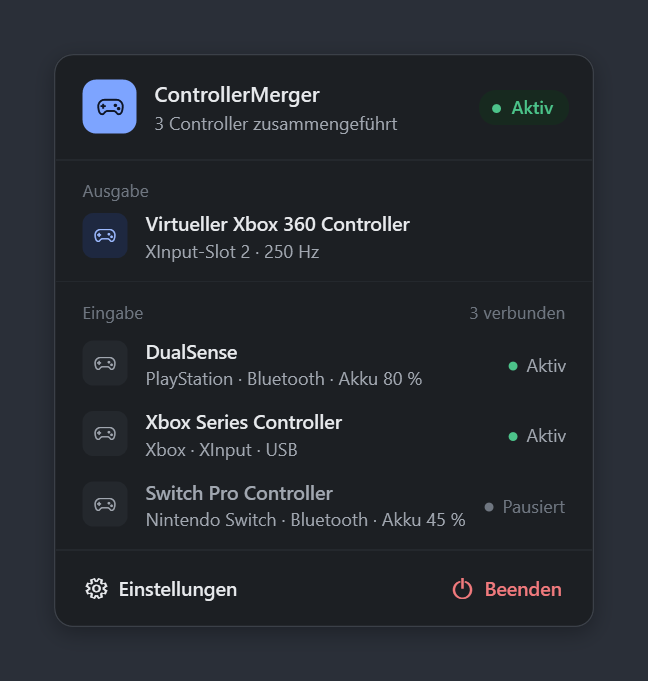 ControllerMerger
3 Controller zusammengeführt
Aktiv
Ausgabe
Virtueller Xbox 360 Controller
XInput-Slot 2 · 250 Hz
Eingabe
3 verbunden
DualSense
PlayStation · Bluetooth · Akku 80 %
Aktiv
Xbox Series Controller
Xbox · XInput · USB
Aktiv
Switch Pro Controller
Nintendo Switch · Bluetooth · Akku 45 %
Pausiert
Einstellungen
Beenden